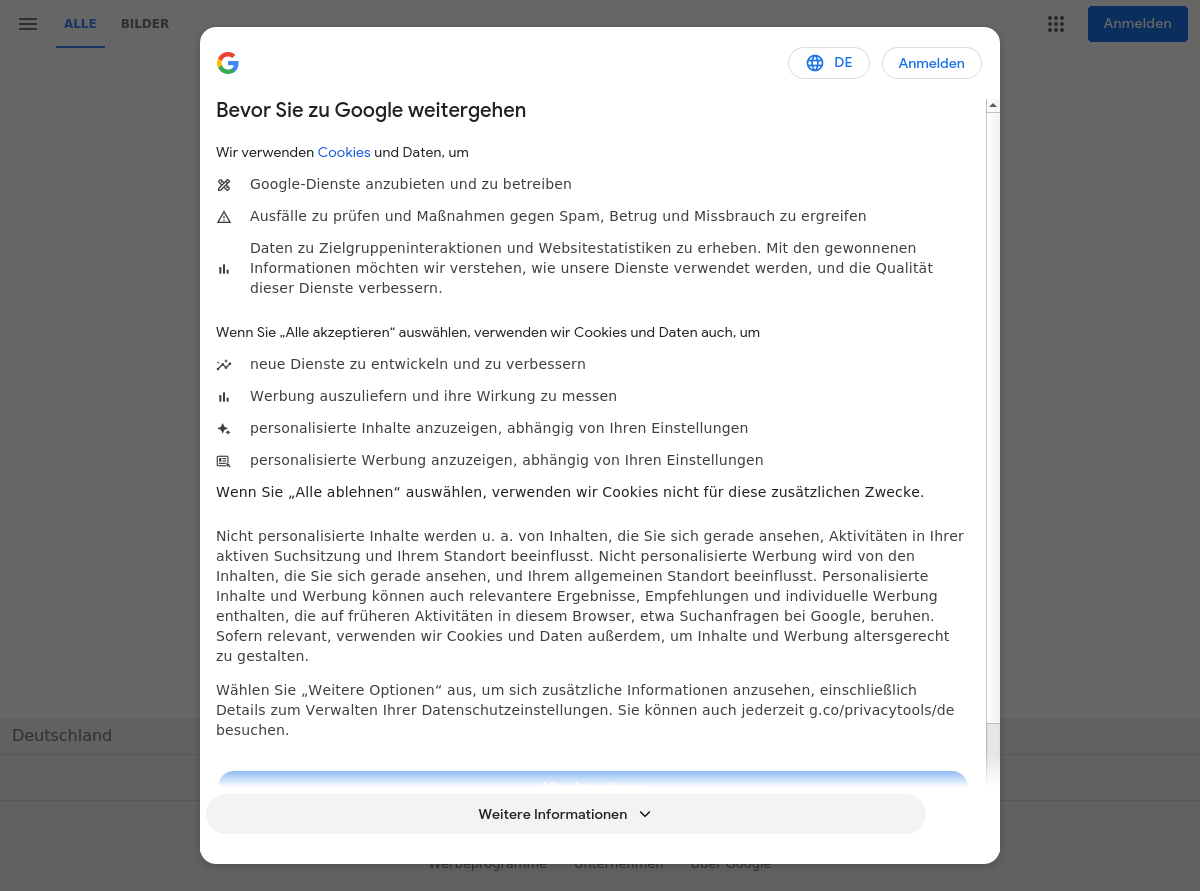 ALLE BILDER
Anmelden
DE Anmelden
Bevor Sie zu Google weitergehen
Wir verwenden Cookies und Daten, um
Google-Dienste anzubieten und zu betreiben
Ausfälle zu prüfen und Maßnahmen gegen Spam, Betrug und Missbrauch zu ergreifen
Daten zu Zielgruppeninteraktionen und Websitestatistiken zu erheben. Mit den gewonnenen
Informationen möchten wir verstehen, wie unsere Dienste verwendet werden, und die Qualität
dieser Dienste verbessern.
Wenn Sie „Alle akzeptieren“ auswählen, verwenden wir Cookies und Daten auch, um
neue Dienste zu entwickeln und zu verbessern
Werbung auszuliefern und ihre Wirkung zu messen
personalisierte Inhalte anzuzeigen, abhängig von Ihren Einstellungen
personalisierte Werbung anzuzeigen, abhängig von Ihren Einstellungen
Wenn Sie „Alle ablehnen“ auswählen, verwenden wir Cookies nicht für diese zusätzlichen Zwecke.
Nicht personalisierte Inhalte werden u. a. von Inhalten, die Sie sich gerade ansehen, Aktivitäten in Ihrer
aktiven Suchsitzung und Ihrem Standort beeinflusst. Nicht personalisierte Werbung wird von den
Inhalten, die Sie sich gerade ansehen, und Ihrem allgemeinen Standort beeinflusst. Personalisierte
Inhalte und Werbung können auch relevantere Ergebnisse, Empfehlungen und individuelle Werbung
enthalten, die auf früheren Aktivitäten in diesem Browser, etwa Suchanfragen bei Google, beruhen.
Sofern relevant, verwenden wir Cookies und Daten außerdem, um Inhalte und Werbung altersgerecht
zu gestalten.
Wählen Sie „Weitere Optionen“ aus, um sich zusätzliche Informationen anzusehen, einschließlich
Details zum Verwalten Ihrer Datenschutzeinstellungen. Sie können auch jederzeit g.co/privacytools/de
besuchen.
Deutschland
Weitere Informationen
Werbeprogramme Unternehmen Über Google